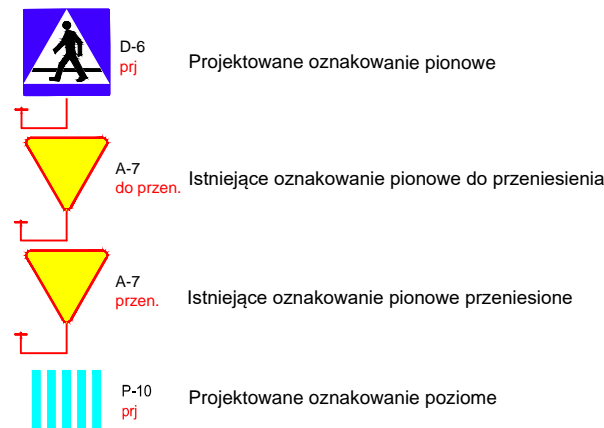 D-6
prj
Projektowane oznakowanie pionowe
A-7
do przen.
Istniejące oznakowanie pionowe do przeniesienia
A-7
przen.
Istniejące oznakowanie pionowe przeniesione
P-10
prj
Projektowane oznakowanie poziome